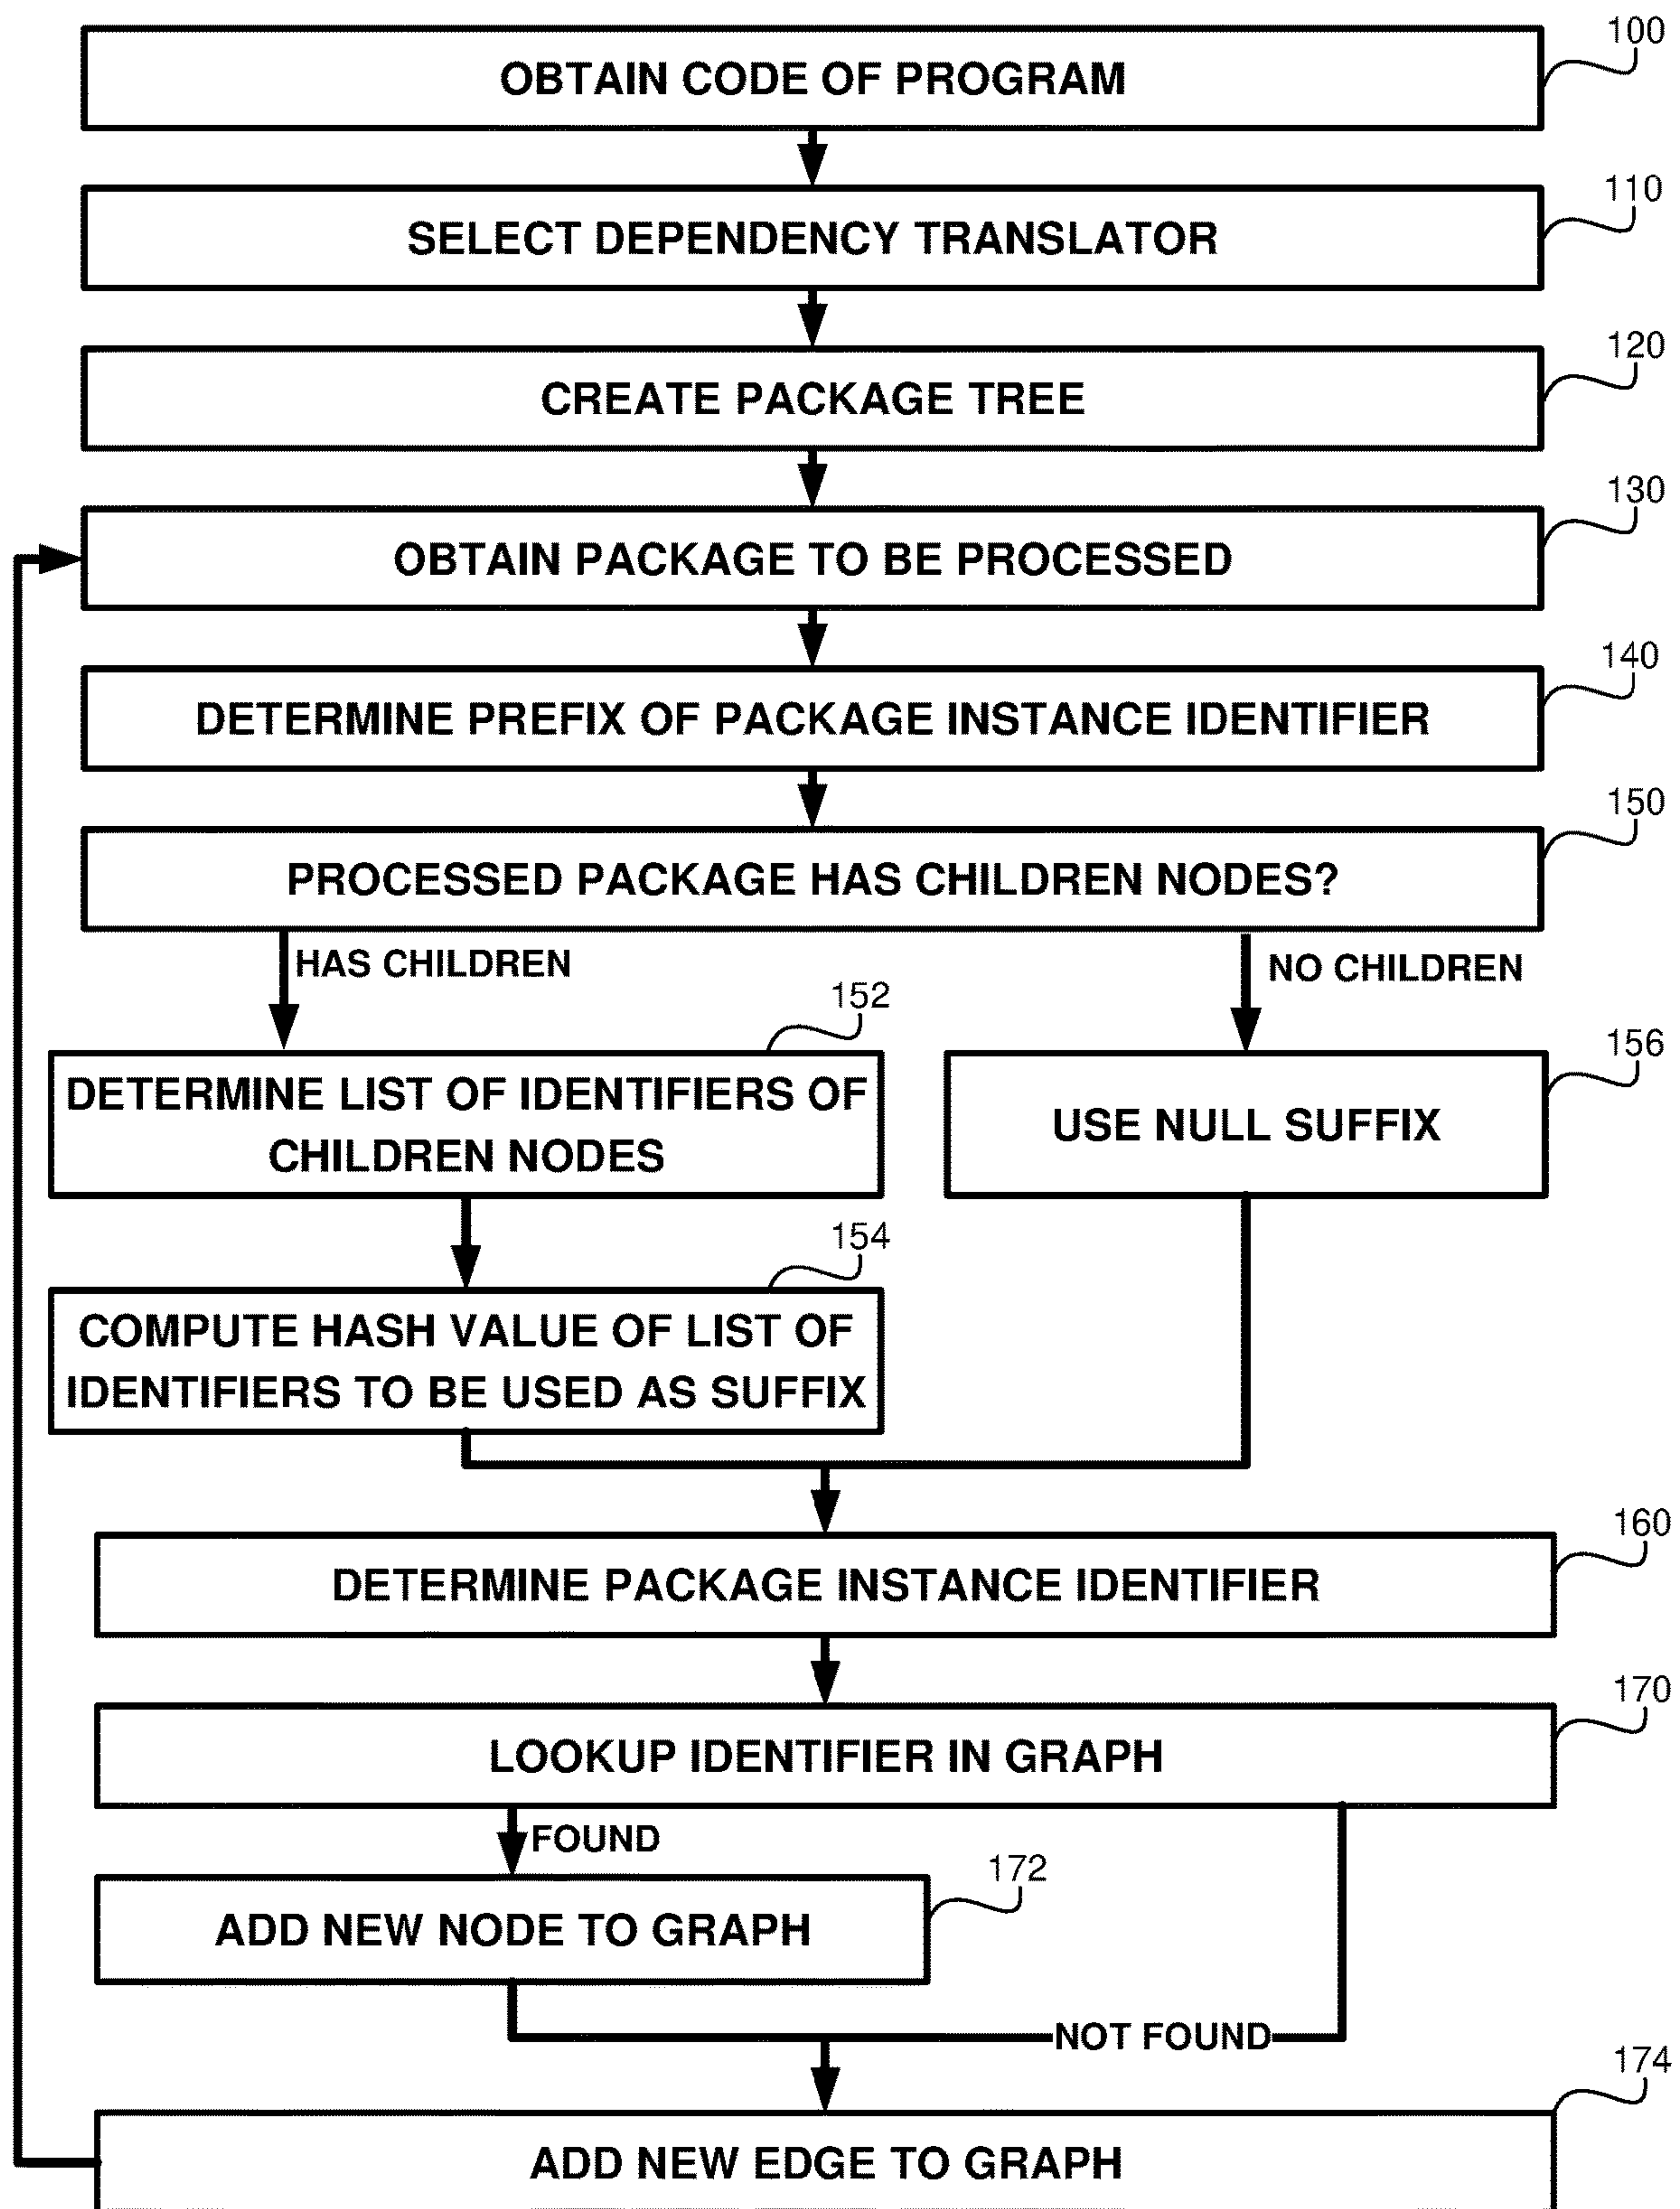 100
OBTAIN CODE OF PROGRAM
110
SELECT DEPENDENCY TRANSLATOR
120
CREATE PACKAGE TREE
130
OBTAIN PACKAGE TO BE PROCESSED
140
DETERMINE PREFIX OF PACKAGE INSTANCE IDENTIFIER
150
PROCESSED PACKAGE HAS CHILDREN NODES?
HAS CHILDREN
NO CHILDREN
152
DETERMINE LIST OF IDENTIFIERS OF
CHILDREN NODES
156
USE NULL SUFFIX
154
COMPUTE HASH VALUE OF LIST OF
IDENTIFIERS TO BE USED AS SUFFIX
160
DETERMINE PACKAGE INSTANCE IDENTIFIER
170
LOOKUP IDENTIFIER IN GRAPH
FOUND
172
ADD NEW NODE TO GRAPH
NOT FOUND
174
ADD NEW EDGE TO GRAPH